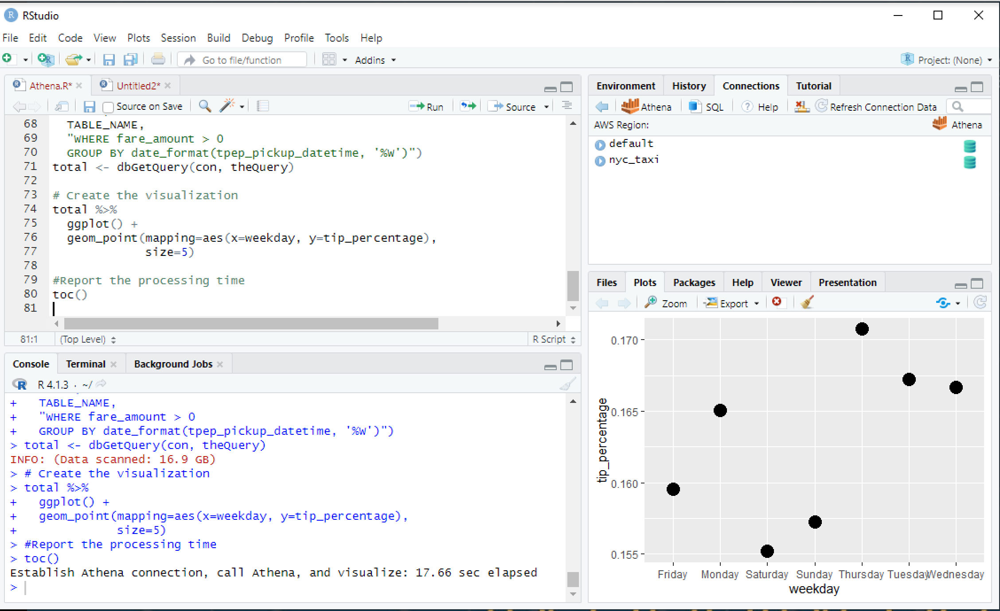 RStudio
File Edit Code View Plots Session Build Debug Profile Tools Help
Go to file/function Addins Project: (None)
Athena.R* Untitled2*
Source on Save Run Source
68 TABLE_NAME,
69 "WHERE fare_amount > 0
70 GROUP BY date_format(tpep_pickup_datetime, '%W')")
71 total <- dbGetQuery(con, theQuery)
72
73 # Create the visualization
74 total %>%
75 ggplot() +
76 geom_point(mapping=aes(x=weekday, y=tip_percentage),
77 size=5)
78
79 #Report the processing time
80 toc()
81
81:1 (Top Level) R Script
Console Terminal Background Jobs
R 4.1.3 · ~/
+ TABLE_NAME,
+ "WHERE fare_amount > 0
+ GROUP BY date_format(tpep_pickup_datetime, '%W')")
> total <- dbGetQuery(con, theQuery)
INFO: (Data scanned: 16.9 GB)
> # Create the visualization
> total %>%
+ ggplot() +
+ geom_point(mapping=aes(x=weekday, y=tip_percentage),
+ size=5)
> #Report the processing time
> toc()
Establish Athena connection, call Athena, and visualize: 17.66 sec elapsed
>
Environment History Connections Tutorial
Athena SQL Help Refresh Connection Data
AWS Region: Athena
default
nyc_taxi
Files Plots Packages Help Viewer Presentation
Zoom Export
tip_percentage
0.170
0.165
0.160
0.155
Friday Monday Saturday Sunday Thursday Tuesday Wednesday
weekday